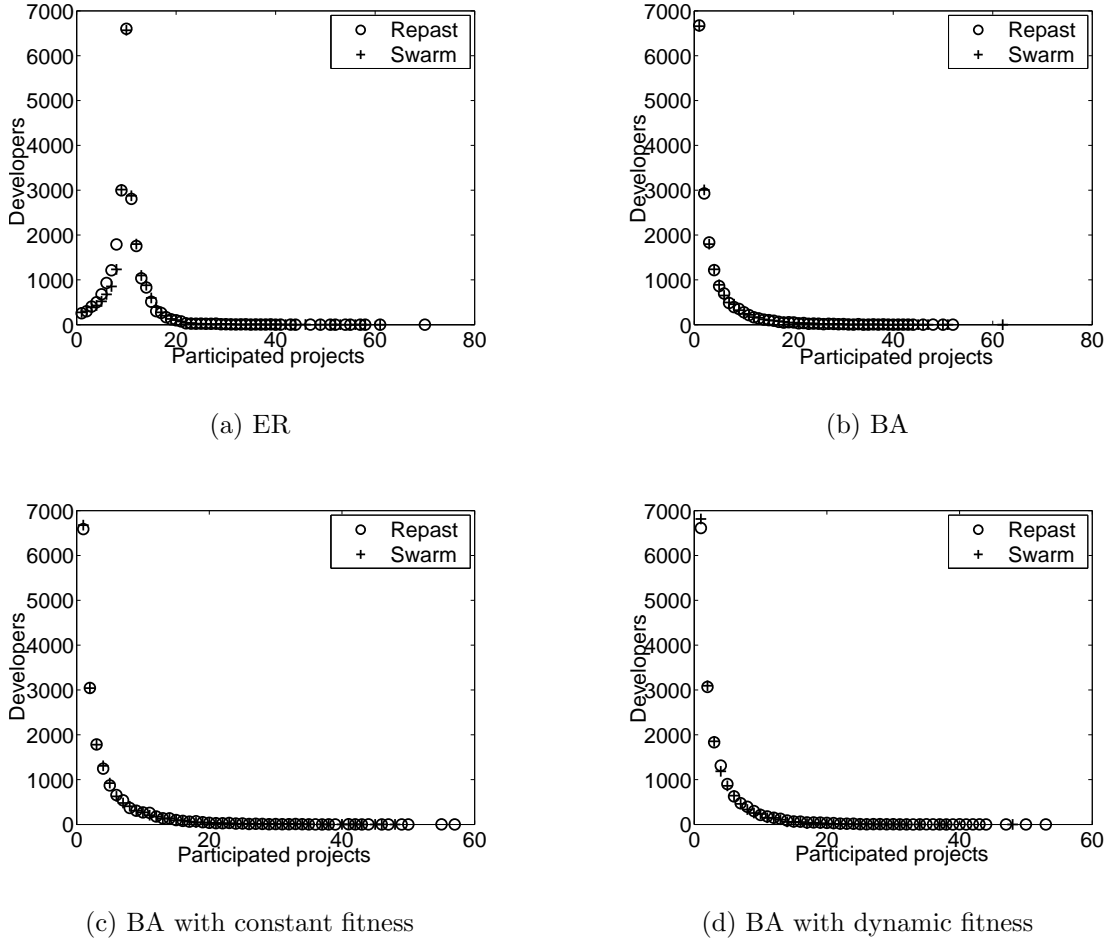 7000
6000
5000
4000
3000
2000
1000
0
Developers
0 20 40 60 80
Participated projects
Repast
Swarm
(a) ER
7000
6000
5000
4000
3000
2000
1000
0
Developers
0 20 40 60 80
Participated projects
Repast
Swarm
(b) BA
7000
6000
5000
4000
3000
2000
1000
0
Developers
0 20 40 60
Participated projects
Repast
Swarm
(c) BA with constant fitness
7000
6000
5000
4000
3000
2000
1000
0
Developers
0 20 40 60
Participated projects
Repast
Swarm
(d) BA with dynamic fitness